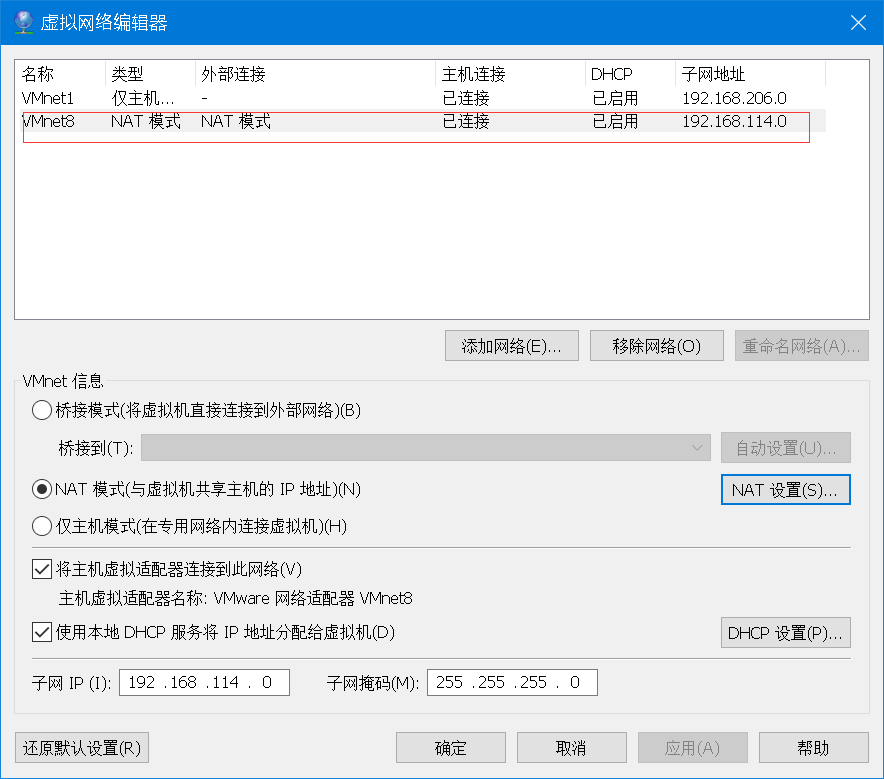 虚拟网络编辑器
名称 类型 外部连接 主机连接 DHCP 子网地址
VMnet1 仅主机... - 已连接 已启用 192.168.206.0
VMnet8 NAT 模式 NAT 模式 已连接 已启用 192.168.114.0
添加网络(E)... 移除网络(O) 重命名网络(A)...
VMnet 信息
桥接模式(将虚拟机直接连接到外部网络)(B)
桥接到(T): 自动设置(U)...
NAT 模式(与虚拟机共享主机的 IP 地址)(N) NAT 设置(S)...
仅主机模式(在专用网络内连接虚拟机)(H)
将主机虚拟适配器连接到此网络(V)
主机虚拟适配器名称: VMware 网络适配器 VMnet8
使用本地 DHCP 服务将 IP 地址分配给虚拟机(D) DHCP 设置(P)...
子网 IP (I): 192 .168 .114 . 0 子网掩码(M): 255 .255 .255 . 0
还原默认设置(R) 确定 取消 应用(A) 帮助